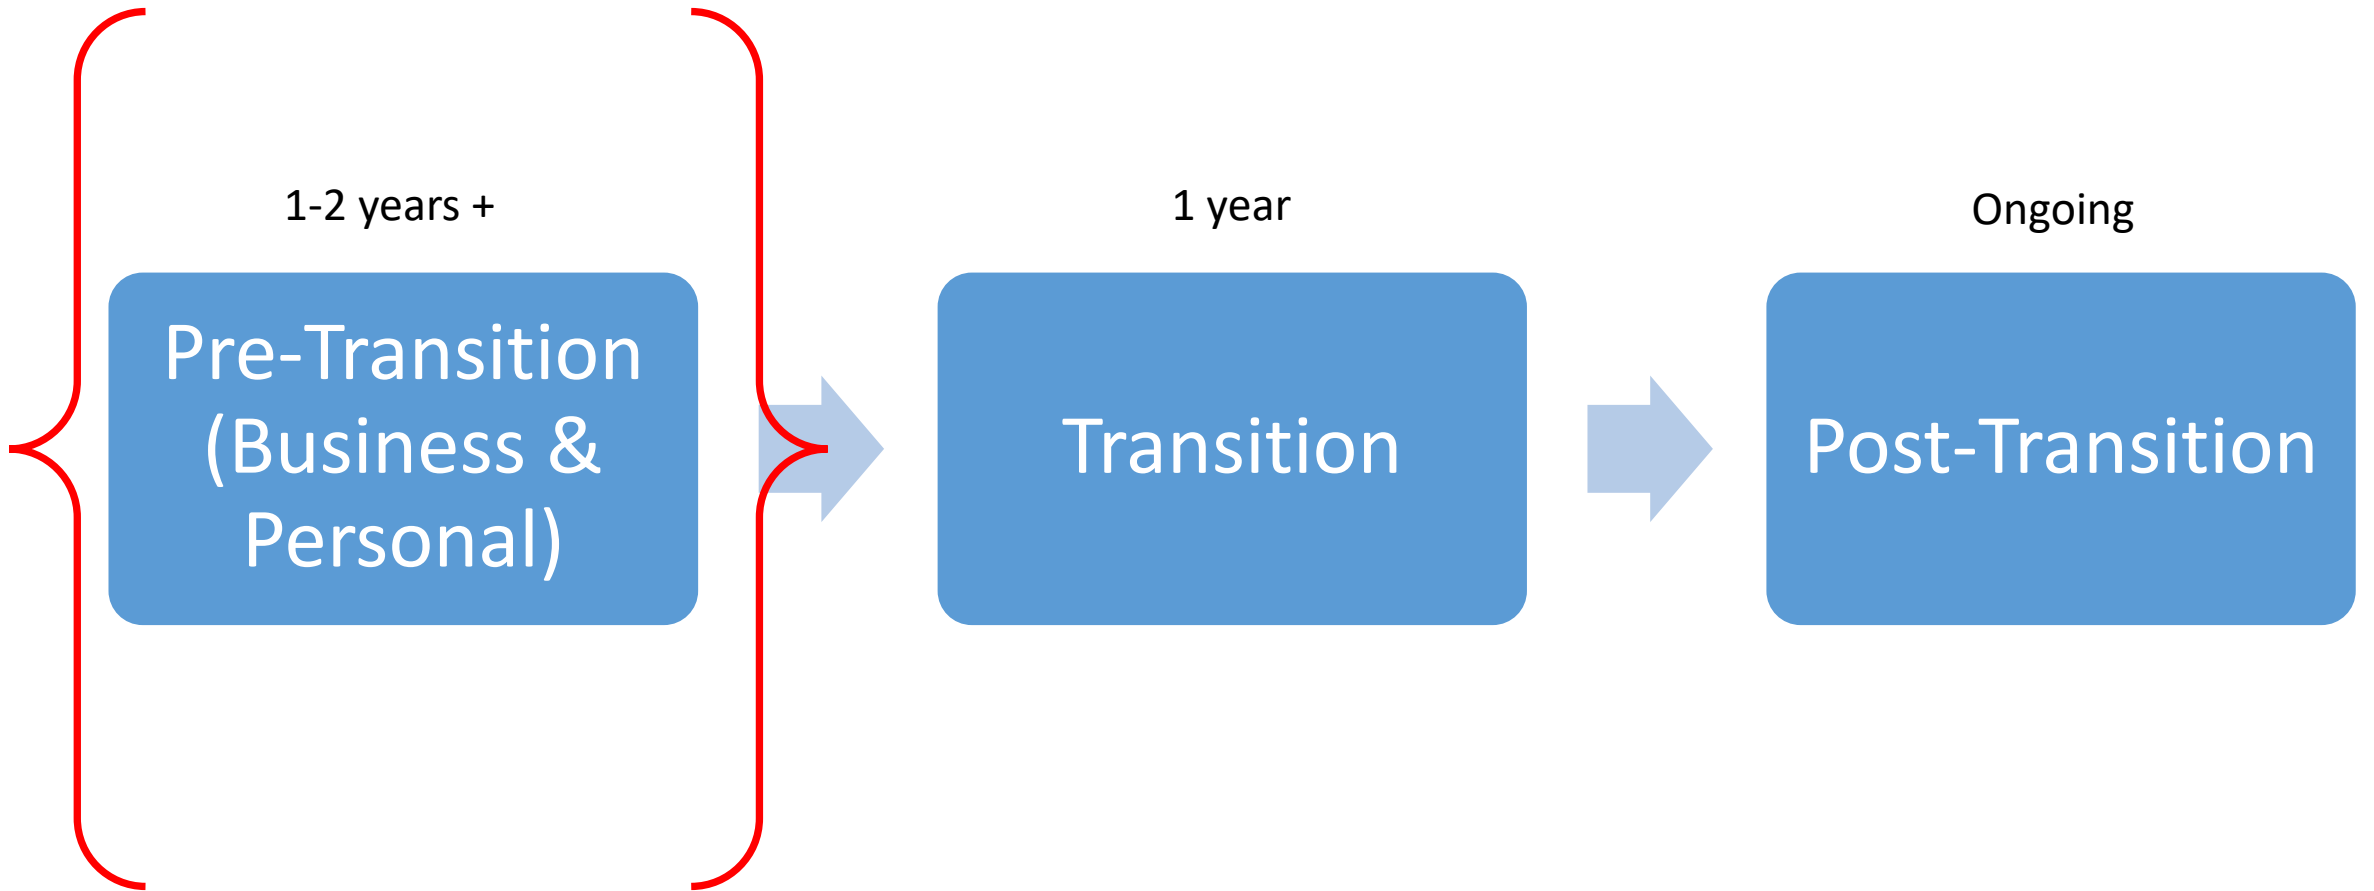 1-2 years +
Pre-Transition
(Business &
Personal)
1 year
Transition
Ongoing
Post-Transition